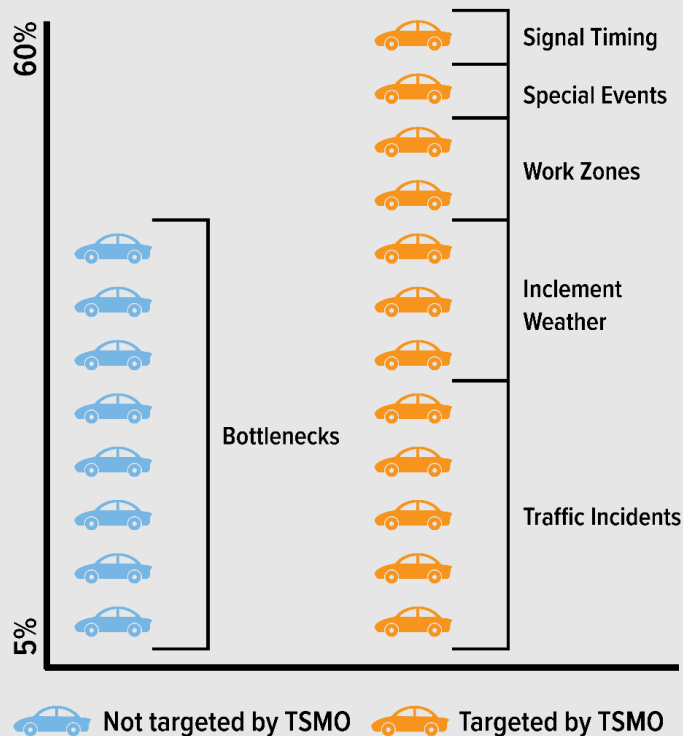 60%
Signal Timing
Special Events
Work Zones
Inclement
Weather
Bottlenecks
Traffic Incidents
5%
Not targeted by TSMO
Targeted by TSMO